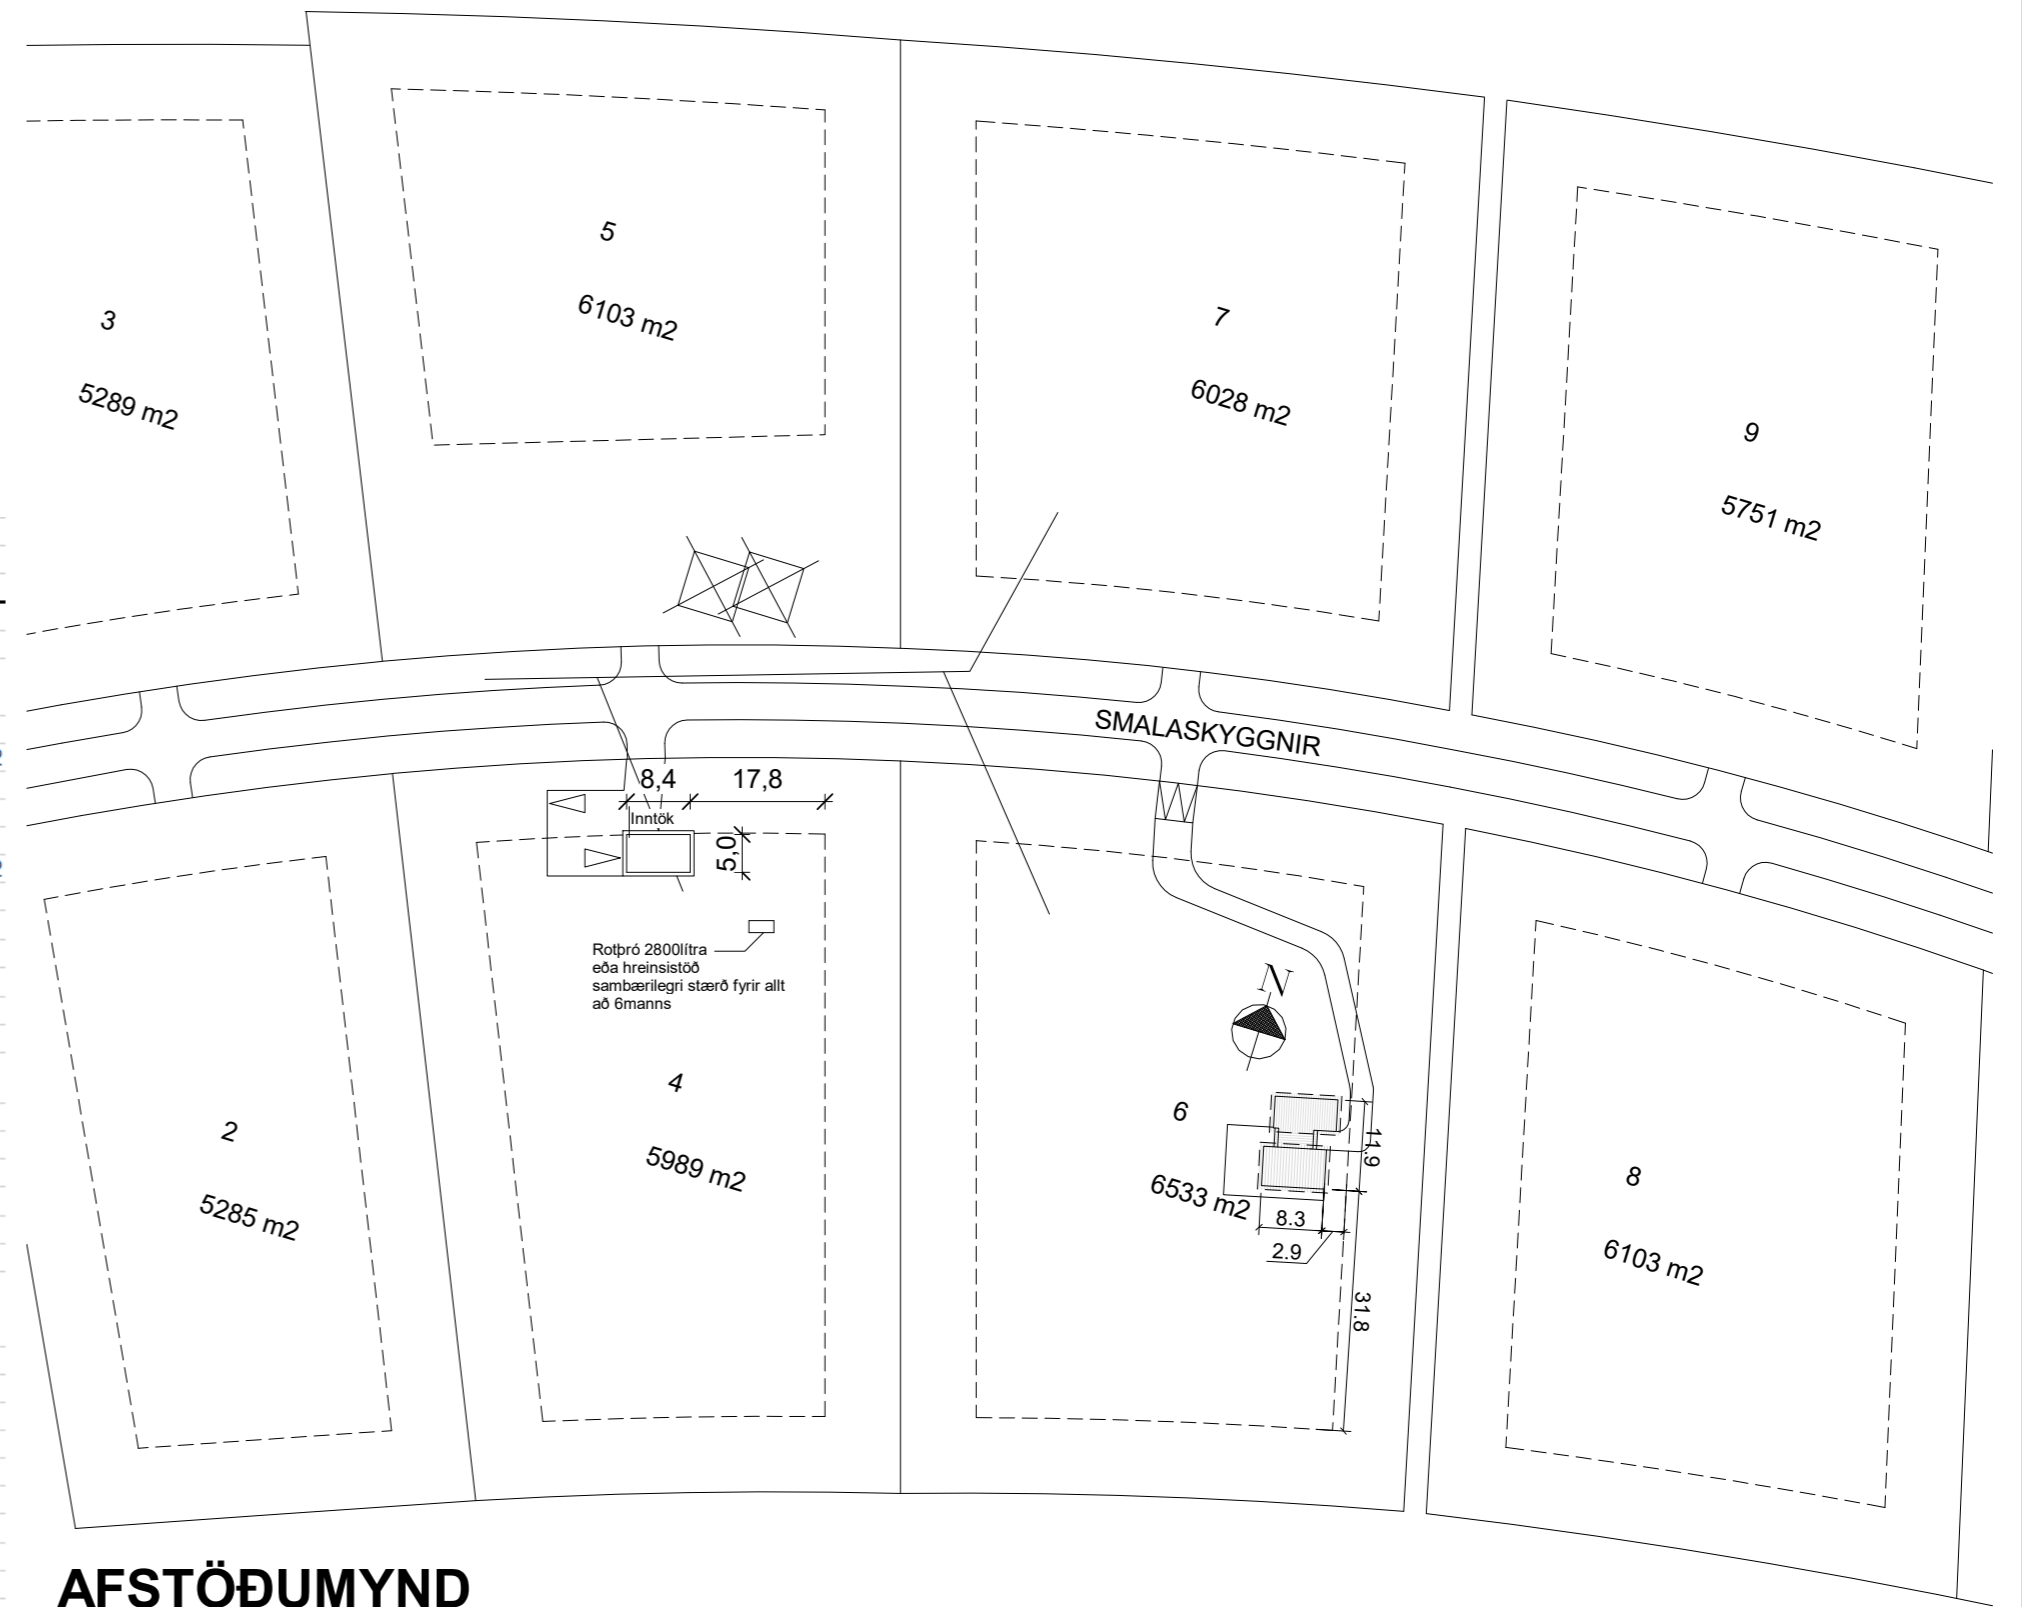 5
6103 m2
7
6028 m2
3
5289 m2
9
5751 m2
SMALASKYGGNIR
8,4
17,8
Inntök
5,0
Rotþró 2800lítra
eða hreinsistöð
sambærilegri stærð fyrir allt
að 6manns
N
4
5989 m2
6
6533 m2
11.9
8.3
2.9
31.8
2
5285 m2
8
6103 m2
AFSTÖÐUMYND